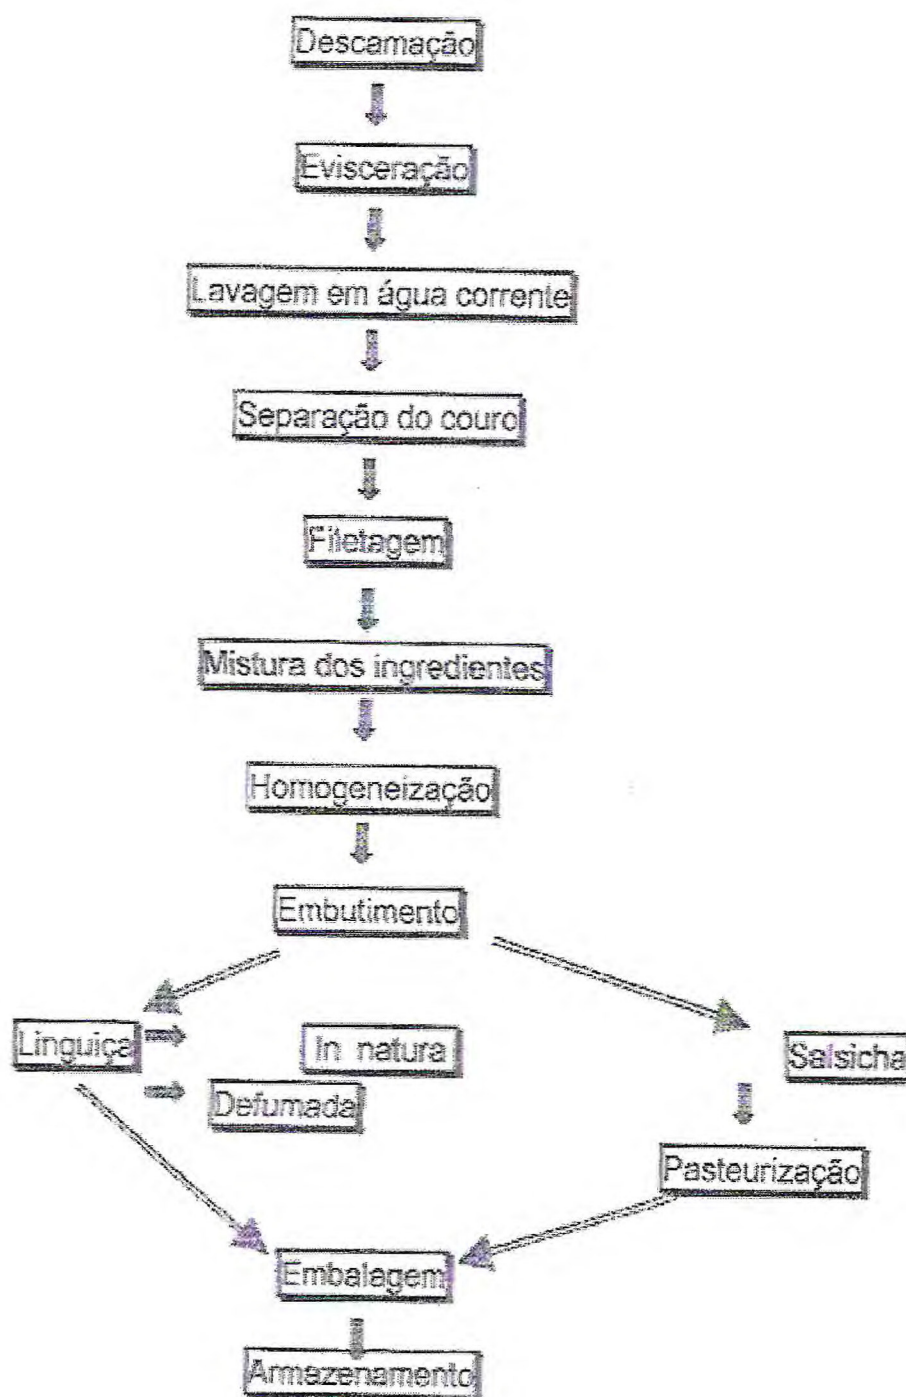 Descamação
Evisceração
Lavagem em água corrente
Separação do couro
Filetagem
Mistura dos ingredientes
Homogeneização
Embutimento
Linguiça
In natura
Salsicha
Defumada
Pasteurização
Embalagem
Armazenamento